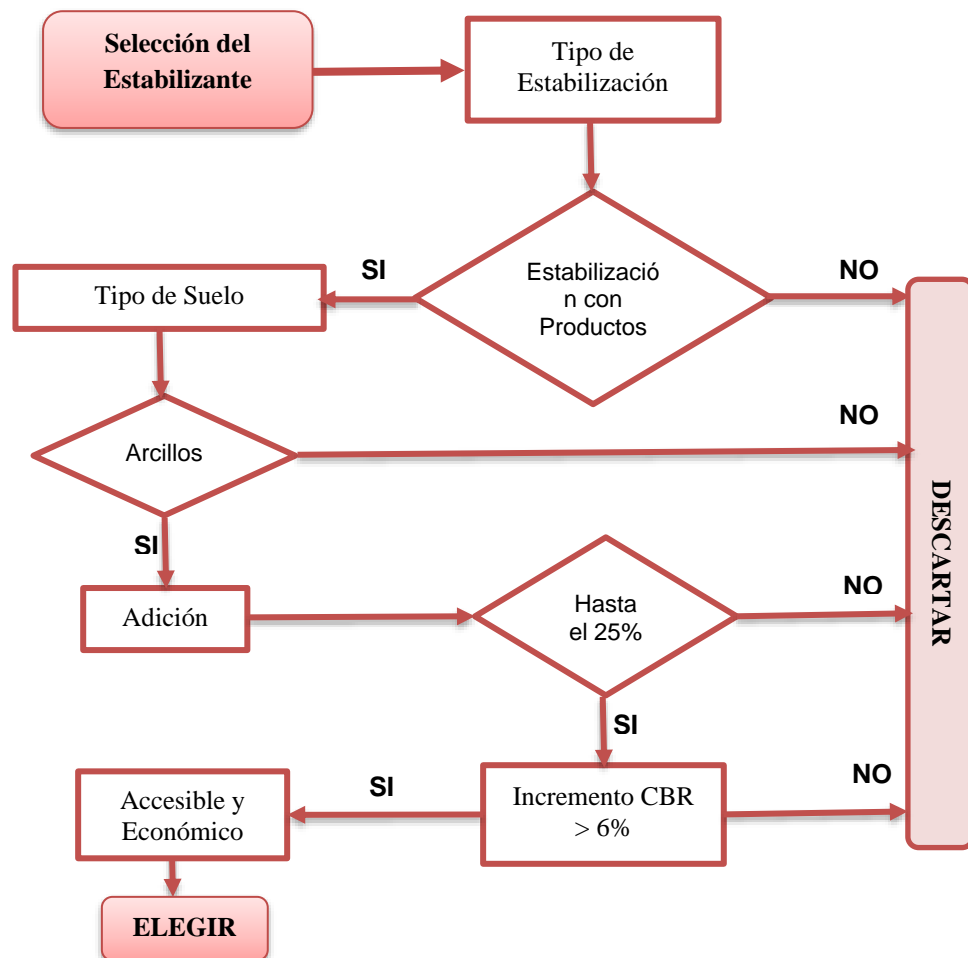 Selección del
Estabilizante
Tipo de
Estabilización
SI
Estabilizació
n con
Productos
NO
Tipo de Suelo
Arcillos
NO
SI
DESCARTAR
Adición
Hasta
el 25%
NO
SI
Accesible y
Económico
SI
Incremento CBR
> 6%
NO
ELEGIR